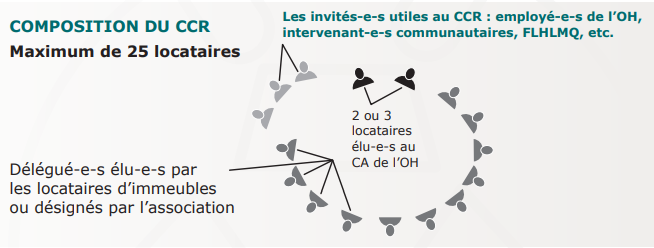 COMPOSITION DU CCR
Maximum de 25 locataires
Les invités-e-s utiles au CCR : employé-e-s de l’OH,
intervenant-e-s communautaires, FLHLMQ, etc.
2 ou 3
locataires
élu-e-s au
CA de l’OH
Délégué-e-s élu-e-s par
les locataires d’immeubles
ou désignés par l’association